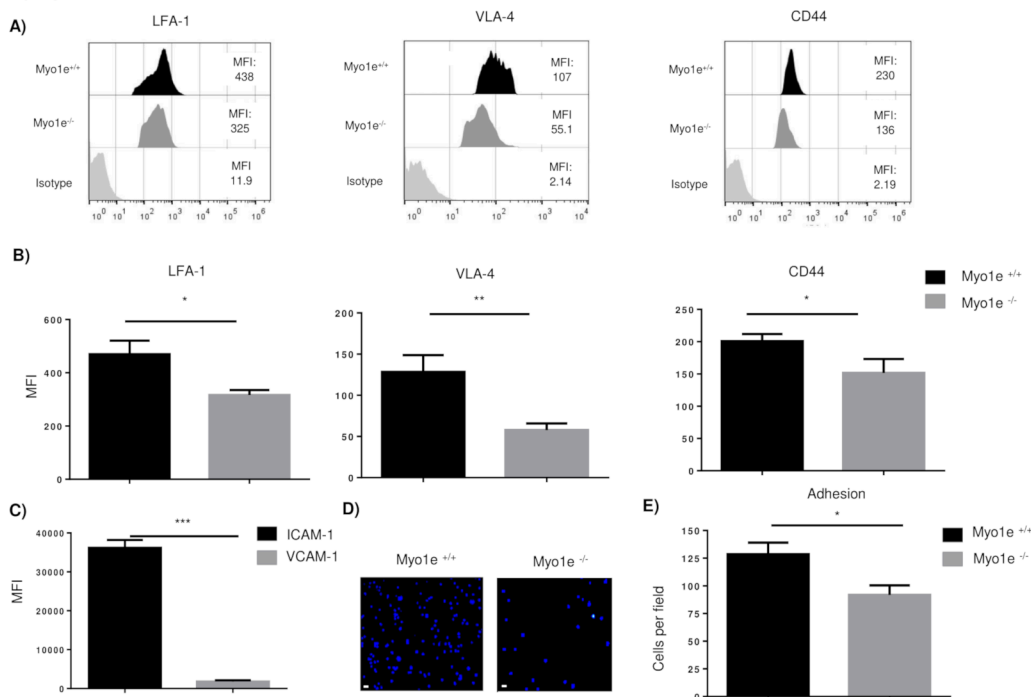 A)
LFA-1
Myo1e+/+
MFI:
438
Myo1e-/-
MFI:
325
Isotype
MFI
11.9
10^0 10^1 10^2 10^3 10^4 10^5 10^6
VLA-4
Myo1e+/+
MFI:
107
Myo1e-/-
MFI
55.1
Isotype
MFI:
2.14
10^0 10^1 10^2 10^3 10^4
CD44
Myo1e+/+
MFI:
230
Myo1e-/-
MFI:
136
Isotype
MFI:
2.19
10^0 10^1 10^2 10^3 10^4 10^5 10^6
B)
LFA-1
*
MFI
600
400
200
0
VLA-4
**
200
150
100
50
0
CD44
*
250
200
150
100
50
0
Myo1e +/+
Myo1e -/-
C)
***
MFI
40000
30000
20000
10000
0
ICAM-1
VCAM-1
D)
Myo1e +/+
Myo1e -/-
E)
Adhesion
*
Cells per field
150
125
100
75
50
25
0
Myo1e +/+
Myo1e -/-